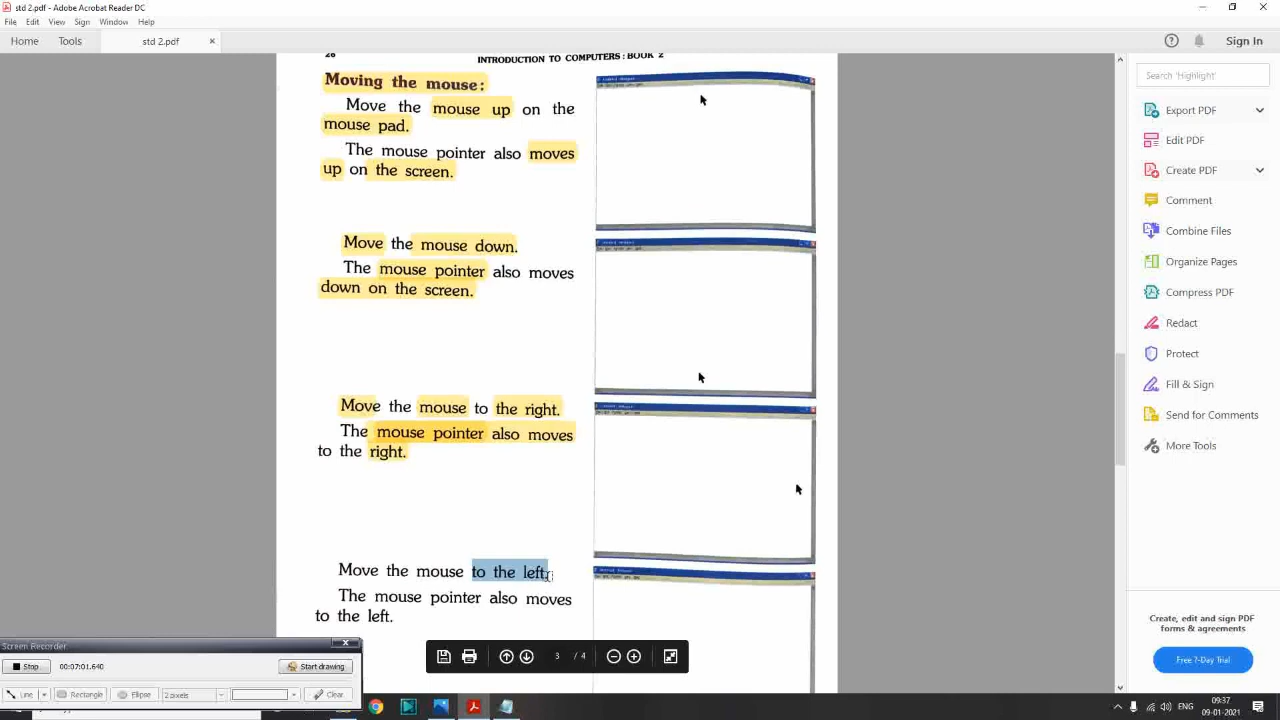 std 2.pdf - Adobe Acrobat Reader DC
File Edit View Sign Window Help
Home Tools std 2.pdf × Sign In
26 INTRODUCTION TO COMPUTERS : BOOK 2
Moving the mouse:
Move the mouse up on the
mouse pad.
The mouse pointer also moves
up on the screen.
Move the mouse down.
The mouse pointer also moves
down on the screen.
Move the mouse to the right.
The mouse pointer also moves
to the right.
Move the mouse to the left.
The mouse pointer also moves
to the left.
Search 'Highlight'
Export PDF
Edit PDF
Create PDF
Comment
Combine Files
Organize Pages
Compress PDF
Redact
Protect
Fill & Sign
Send for Comments
More Tools
Create, edit and sign PDF
forms & agreements
Free 7-Day Trial
3 / 4
Screen Recorder
Stop 00:07:01.640 Start drawing
Line Rectangle Ellipse 2 pixels Clear
ENG 09:37
09-01-2021